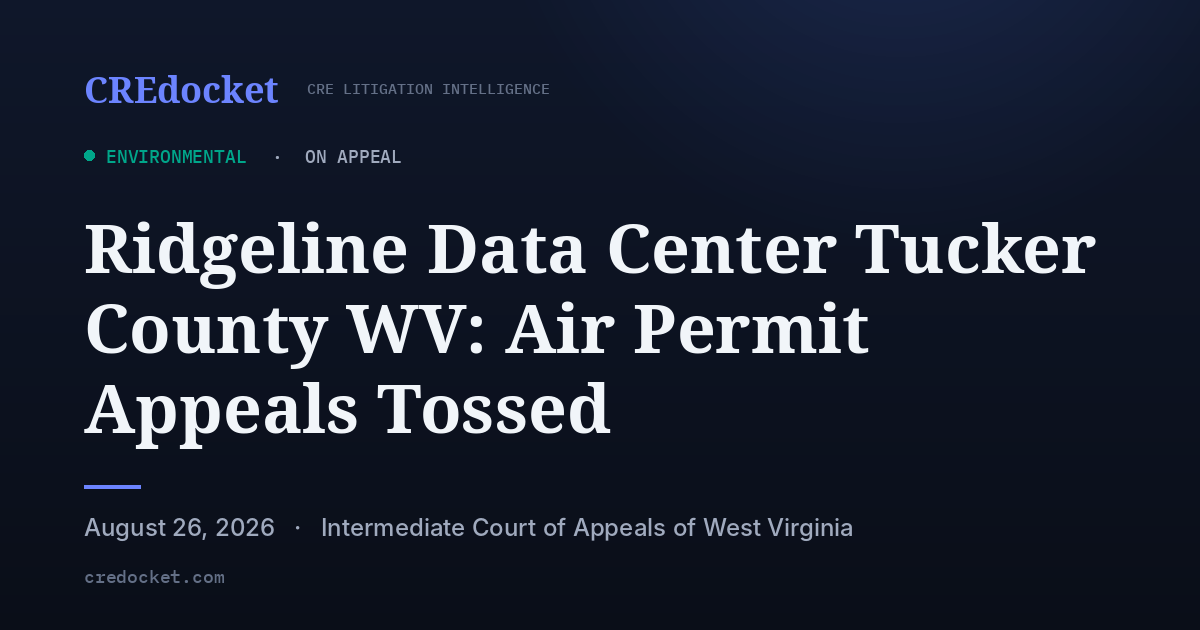 CREdocket CRE LITIGATION INTELLIGENCE
ENVIRONMENTAL · ON APPEAL
Ridgeline Data Center Tucker
County WV: Air Permit
Appeals Tossed
August 26, 2026 · Intermediate Court of Appeals of West Virginia
credocket.com